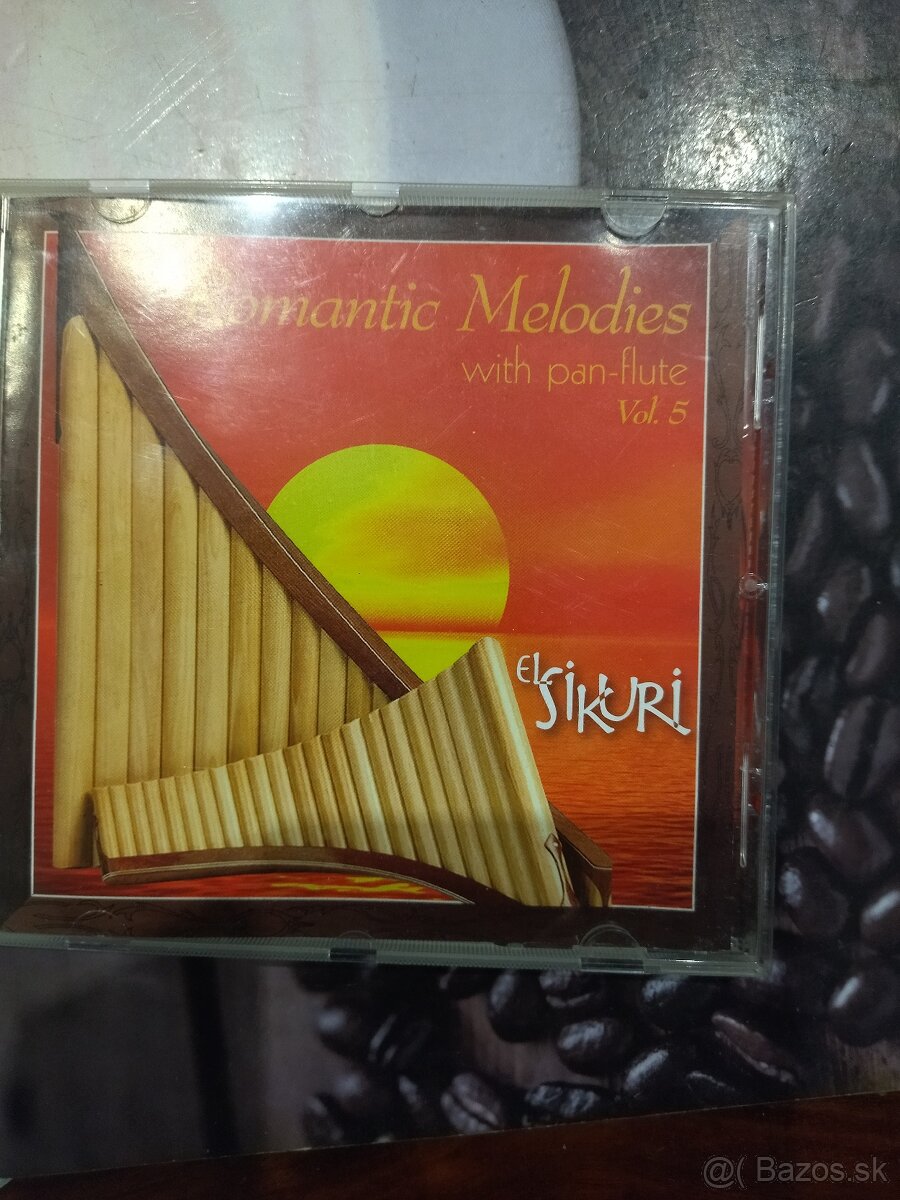 Romantic Melodies
with pan-flute
Vol. 5
EL SIKURI
@( Bazos.sk